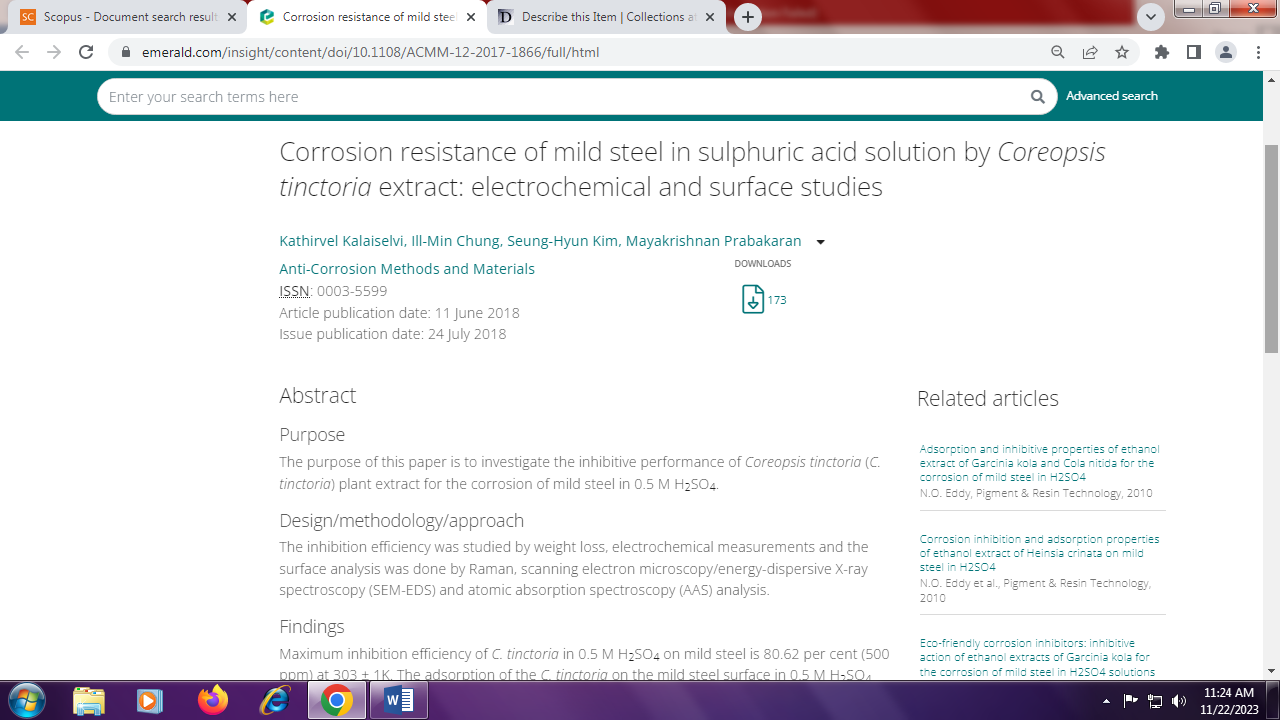 Scopus - Document search result
Corrosion resistance of mild steel
Describe this Item | Collections at
emerald.com/insight/content/doi/10.1108/ACMM-12-2017-1866/full/html
Enter your search terms here
Advanced search
Corrosion resistance of mild steel in sulphuric acid solution by Coreopsis
tinctoria extract: electrochemical and surface studies
Kathirvel Kalaiselvi, Ill-Min Chung, Seung-Hyun Kim, Mayakrishnan Prabakaran
Anti-Corrosion Methods and Materials
ISSN: 0003-5599
Article publication date: 11 June 2018
Issue publication date: 24 July 2018
DOWNLOADS
173
Abstract
Purpose
The purpose of this paper is to investigate the inhibitive performance of Coreopsis tinctoria (C.
tinctoria) plant extract for the corrosion of mild steel in 0.5 M H₂SO₄.
Design/methodology/approach
The inhibition efficiency was studied by weight loss, electrochemical measurements and the
surface analysis was done by Raman, scanning electron microscopy/energy-dispersive X-ray
spectroscopy (SEM-EDS) and atomic absorption spectroscopy (AAS) analysis.
Findings
Maximum inhibition efficiency of C. tinctoria in 0.5 M H₂SO₄ on mild steel is 80.62 per cent (500
ppm) at 303 ± 1K. The adsorption of the C. tinctoria on the mild steel surface in 0.5 M H₂SO₄
Related articles
Adsorption and inhibitive properties of ethanol
extract of Garcinia kola and Cola nitida for the
corrosion of mild steel in H2SO4
N.O. Eddy, Pigment & Resin Technology, 2010
Corrosion inhibition and adsorption properties
of ethanol extract of Heinsia crinata on mild
steel in H2SO4
N.O. Eddy et al., Pigment & Resin Technology,
2010
Eco-friendly corrosion inhibitors: inhibitive
action of ethanol extracts of Garcinia kola for
the corrosion of mild steel in H2SO4 solutions
11:24 AM
11/22/2023